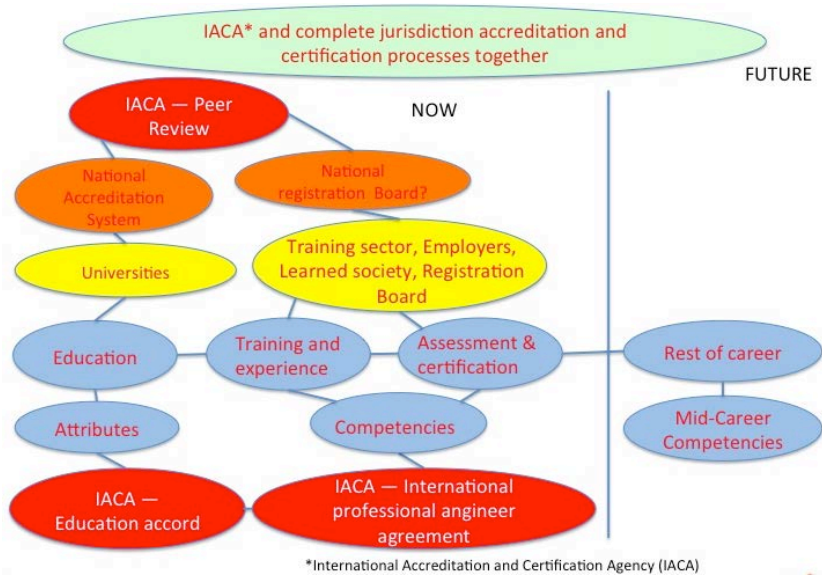 IACA* and complete jurisdiction accreditation and
certification processes together
FUTURE
NOW
IACA — Peer
Review
National
Accreditation
System
National
registration Board?
Universities
Training sector, Employers,
Learned society, Registration
Board
Education
Training and
experience
Assessment &
certification
Rest of career
Attributes
Competencies
Mid-Career
Competencies
IACA —
Education accord
IACA — International
professional angineer
agreement
*International Accreditation and Certification Agency (IACA)